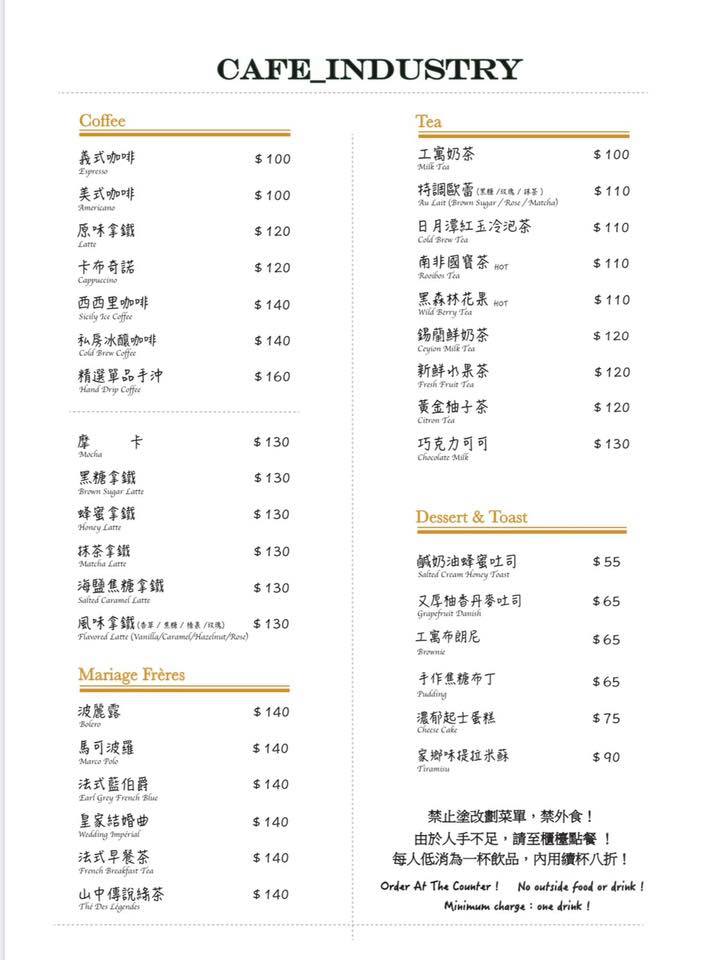 CAFE_INDUSTRY
Coffee
義式咖啡 $100
Espresso
美式咖啡 $100
Americano
原味拿鐵 $120
Latte
卡布奇諾 $120
Cappuccino
西西里咖啡 $140
Sicily Ice Coffee
私房冰釀咖啡 $140
Cold Brew Coffee
精選單品手沖 $160
Hand Drip Coffee
摩 卡 $130
Mocha
黑糖拿鐵 $130
Brown Sugar Latte
蜂蜜拿鐵 $130
Honey Latte
抹茶拿鐵 $130
Matcha Latte
海鹽焦糖拿鐵 $130
Salted Caramel Latte
風味拿鐵(香草 / 焦糖 / 榛果 /玫瑰) $130
Flavored Latte (Vanilla/Caramel/Hazelnut/Rose)
Mariage Frères
波麗露 $140
Bolero
馬可波羅 $140
Marco Polo
法式藍伯爵 $140
Earl Grey French Blue
皇家結婚曲 $140
Wedding Impérial
法式早餐茶 $140
French Breakfast Tea
山中傳說綠茶 $140
Thé Des Légendes
Tea
工寓奶茶 $100
Milk Tea
特調歐蕾(黑糖 /玫瑰 / 抹茶 ) $110
Au Lait (Brown Sugar / Rose / Matcha)
日月潭紅玉冷泡茶 $110
Cold Brew Tea
南非國寶茶 HOT $110
Rooibos Tea
黑森林花果 HOT $110
Wild Berry Tea
錫蘭鮮奶茶 $120
Ceylon Milk Tea
新鮮水果茶 $120
Fresh Fruit Tea
黃金柚子茶 $120
Citron Tea
巧克力可可 $130
Chocolate Milk
Dessert & Toast
鹹奶油蜂蜜吐司 $55
Salted Cream Honey Toast
又厚柚香丹麥吐司 $65
Grapefruit Danish
工寓布朗尼 $65
Brownie
手作焦糖布丁 $65
Pudding
濃郁起士蛋糕 $75
Cheese Cake
家鄉味提拉米蘇 $90
Tiramisu
禁止塗改劃菜單，禁外食！
由於人手不足，請至櫃檯點餐 ！
每人低消為一杯飲品，內用續杯八折！
Order At The Counter ! No outside food or drink !
Minimum charge : one drink !